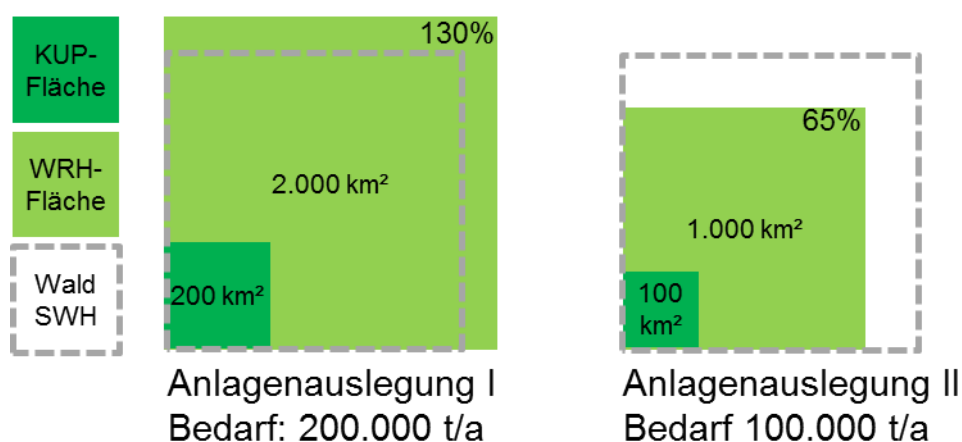 KUP-
Fläche
WRH-
Fläche
Wald
SWH
130%
2.000 km²
200 km²
Anlagenauslegung I
Bedarf: 200.000 t/a
65%
1.000 km²
100
km²
Anlagenauslegung II
Bedarf 100.000 t/a